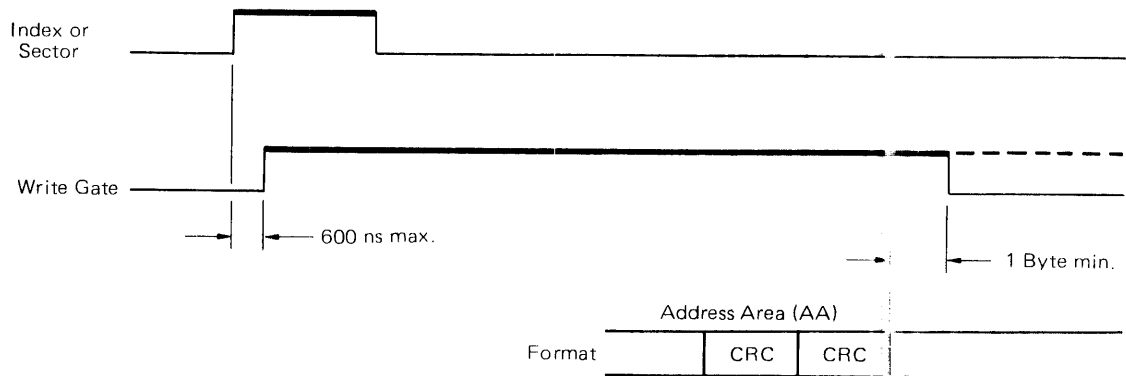 Index or
Sector
Write Gate
600 ns max.
1 Byte min.
Address Area (AA)
Format
CRC
CRC